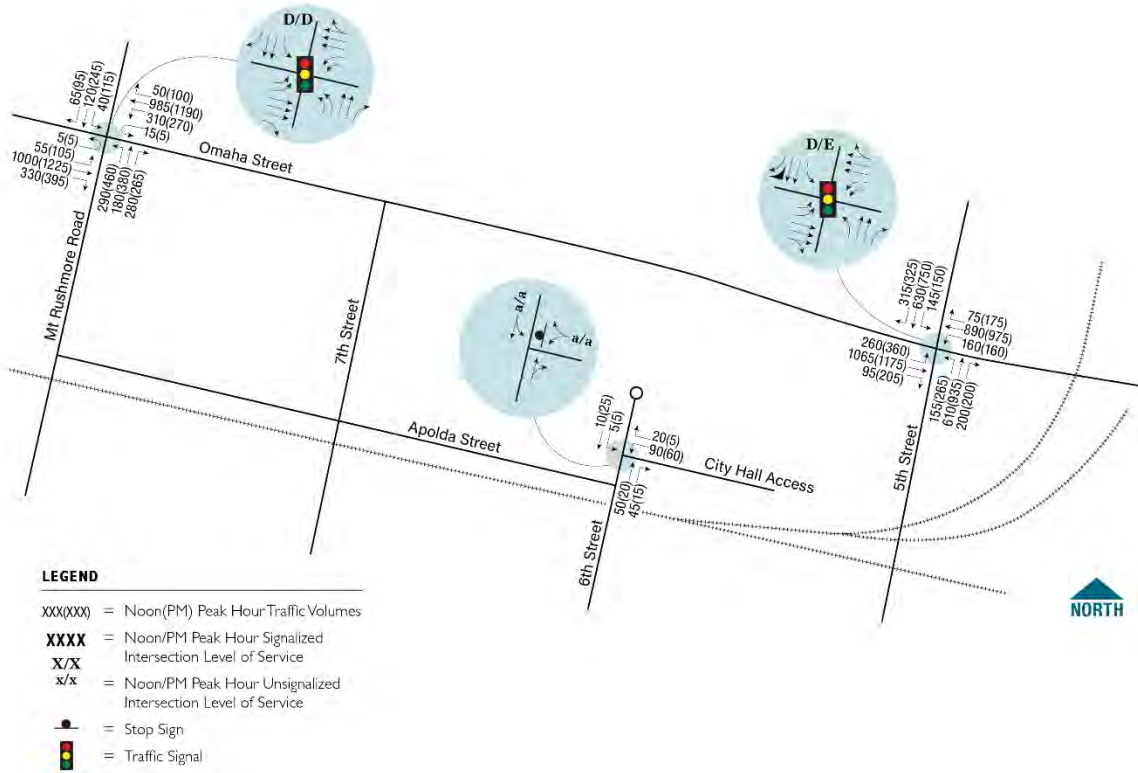 D/D
65(95)
120(245)
40(115)
50(100)
985(1190)
310(270)
15(5)
5(5)
55(105)
1000(1225)
330(395)
290(460)
180(380)
280(265)
Omaha Street
Mt Rushmore Road
7th Street
D/E
315(325)
630(750)
145(150)
75(175)
890(975)
160(160)
260(360)
1065(1175)
95(205)
155(265)
610(935)
200(200)
5th Street
a/a
a/a
10(25)
5(5)
20(5)
90(60)
50(20)
45(15)
Apolda Street
City Hall Access
6th Street
NORTH
LEGEND
XXX(XXX) = Noon(PM) Peak Hour Traffic Volumes
XXXX = Noon/PM Peak Hour Signalized
Intersection Level of Service
X/X
x/x = Noon/PM Peak Hour Unsignalized
Intersection Level of Service
= Stop Sign
= Traffic Signal